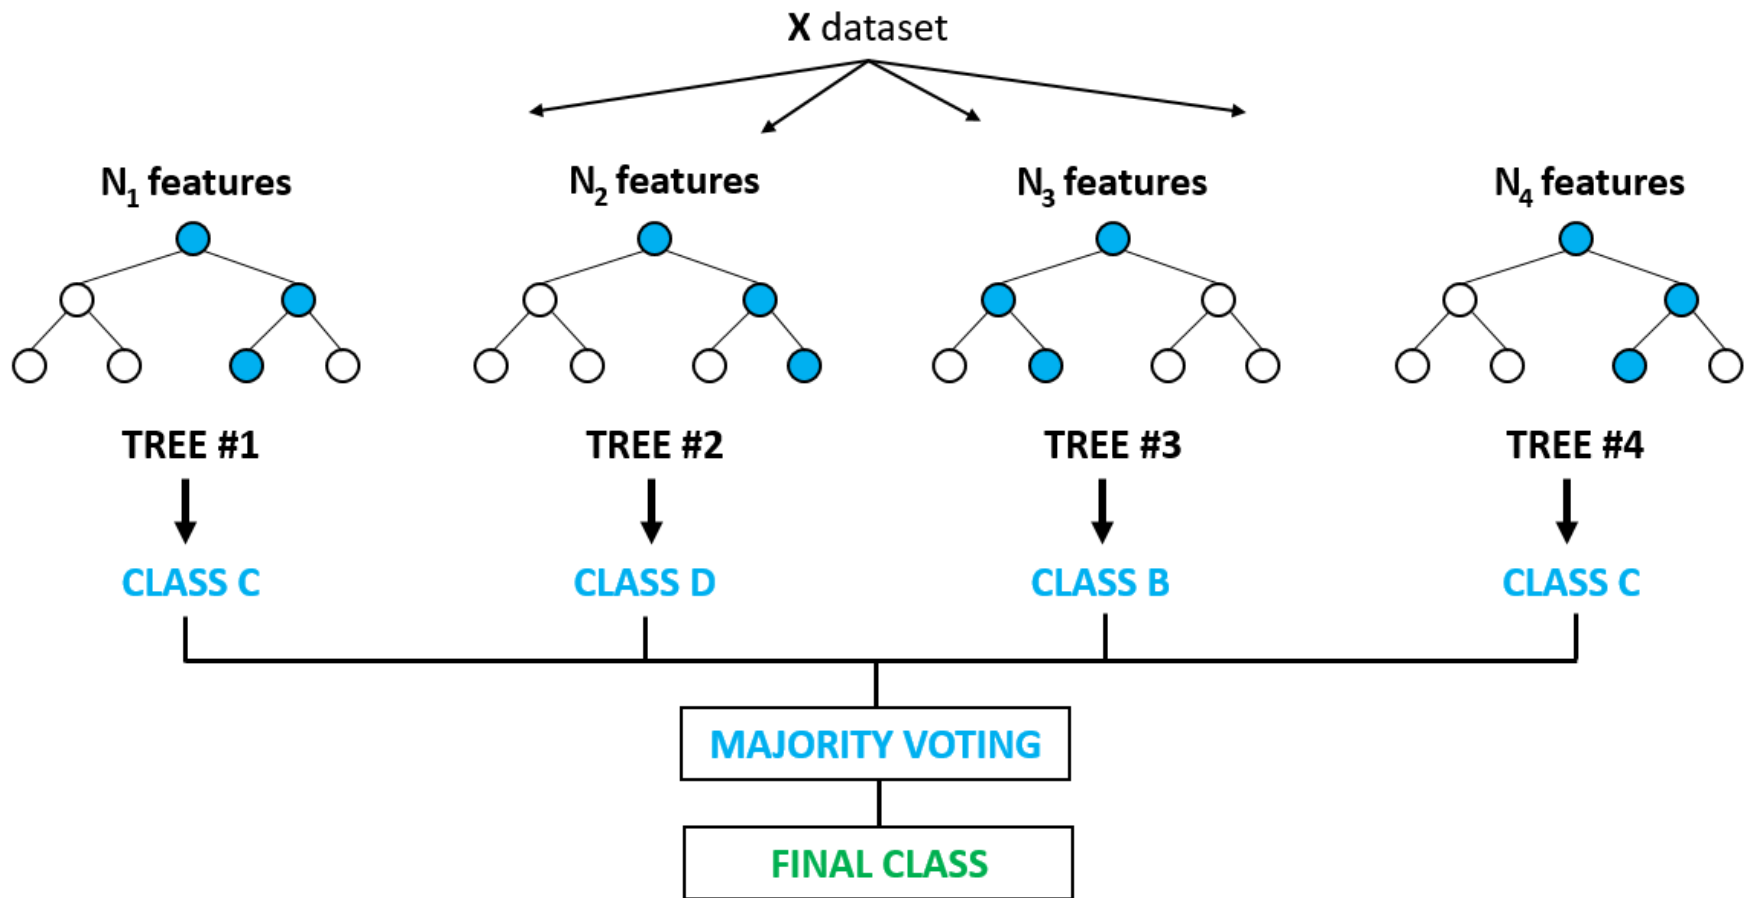 X dataset
N1 features
N2 features
N3 features
N4 features
TREE #1
TREE #2
TREE #3
TREE #4
CLASS C
CLASS D
CLASS B
CLASS C
MAJORITY VOTING
FINAL CLASS